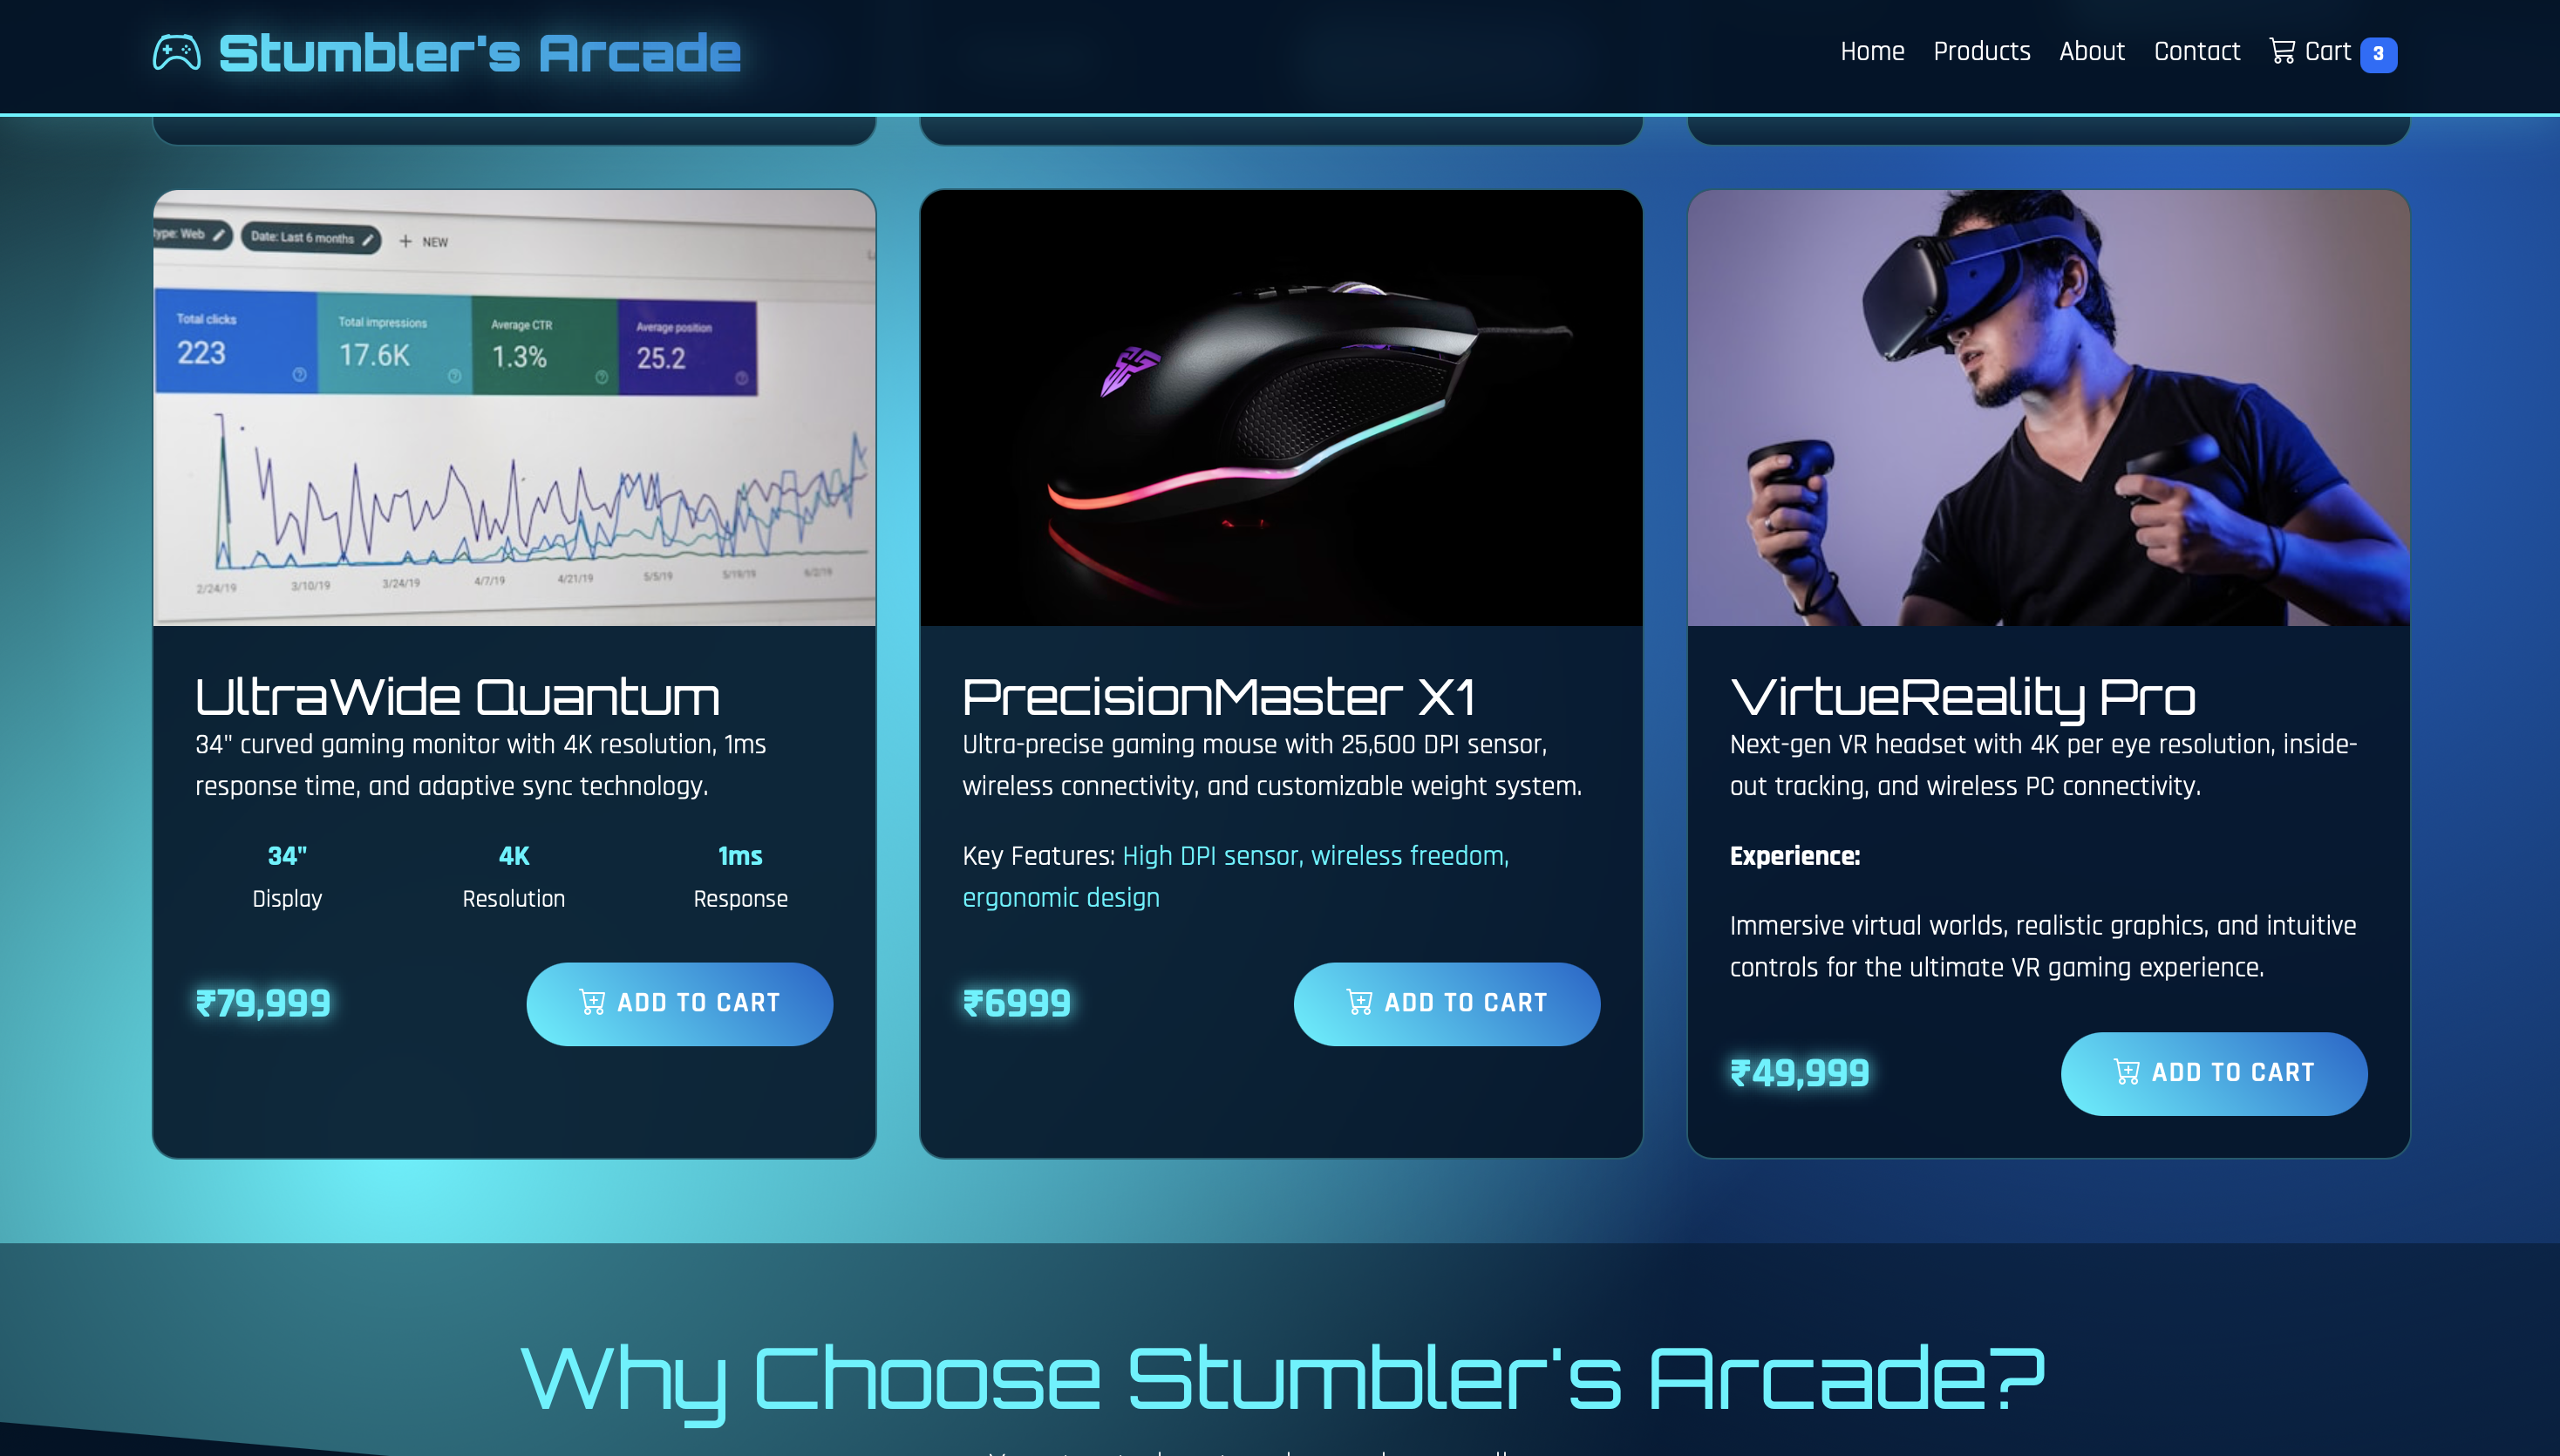 Stumbler's Arcade
Home Products About Contact Cart 3
type: Web
Date: Last 6 months
+ NEW
Total clicks
223
Total impressions
17.6K
Average CTR
1.3%
Average position
25.2
2/24/19 3/10/19 3/24/19 4/7/19 4/21/19 5/5/19 5/19/19 6/2/19
UltraWide Quantum
34" curved gaming monitor with 4K resolution, 1ms
response time, and adaptive sync technology.
34" 4K 1ms
Display Resolution Response
₹79,999 ADD TO CART
PrecisionMaster X1
Ultra-precise gaming mouse with 25,600 DPI sensor,
wireless connectivity, and customizable weight system.
Key Features: High DPI sensor, wireless freedom,
ergonomic design
₹6999 ADD TO CART
VirtueReality Pro
Next-gen VR headset with 4K per eye resolution, inside-
out tracking, and wireless PC connectivity.
Experience:
Immersive virtual worlds, realistic graphics, and intuitive
controls for the ultimate VR gaming experience.
₹49,999 ADD TO CART
Why Choose Stumbler's Arcade?